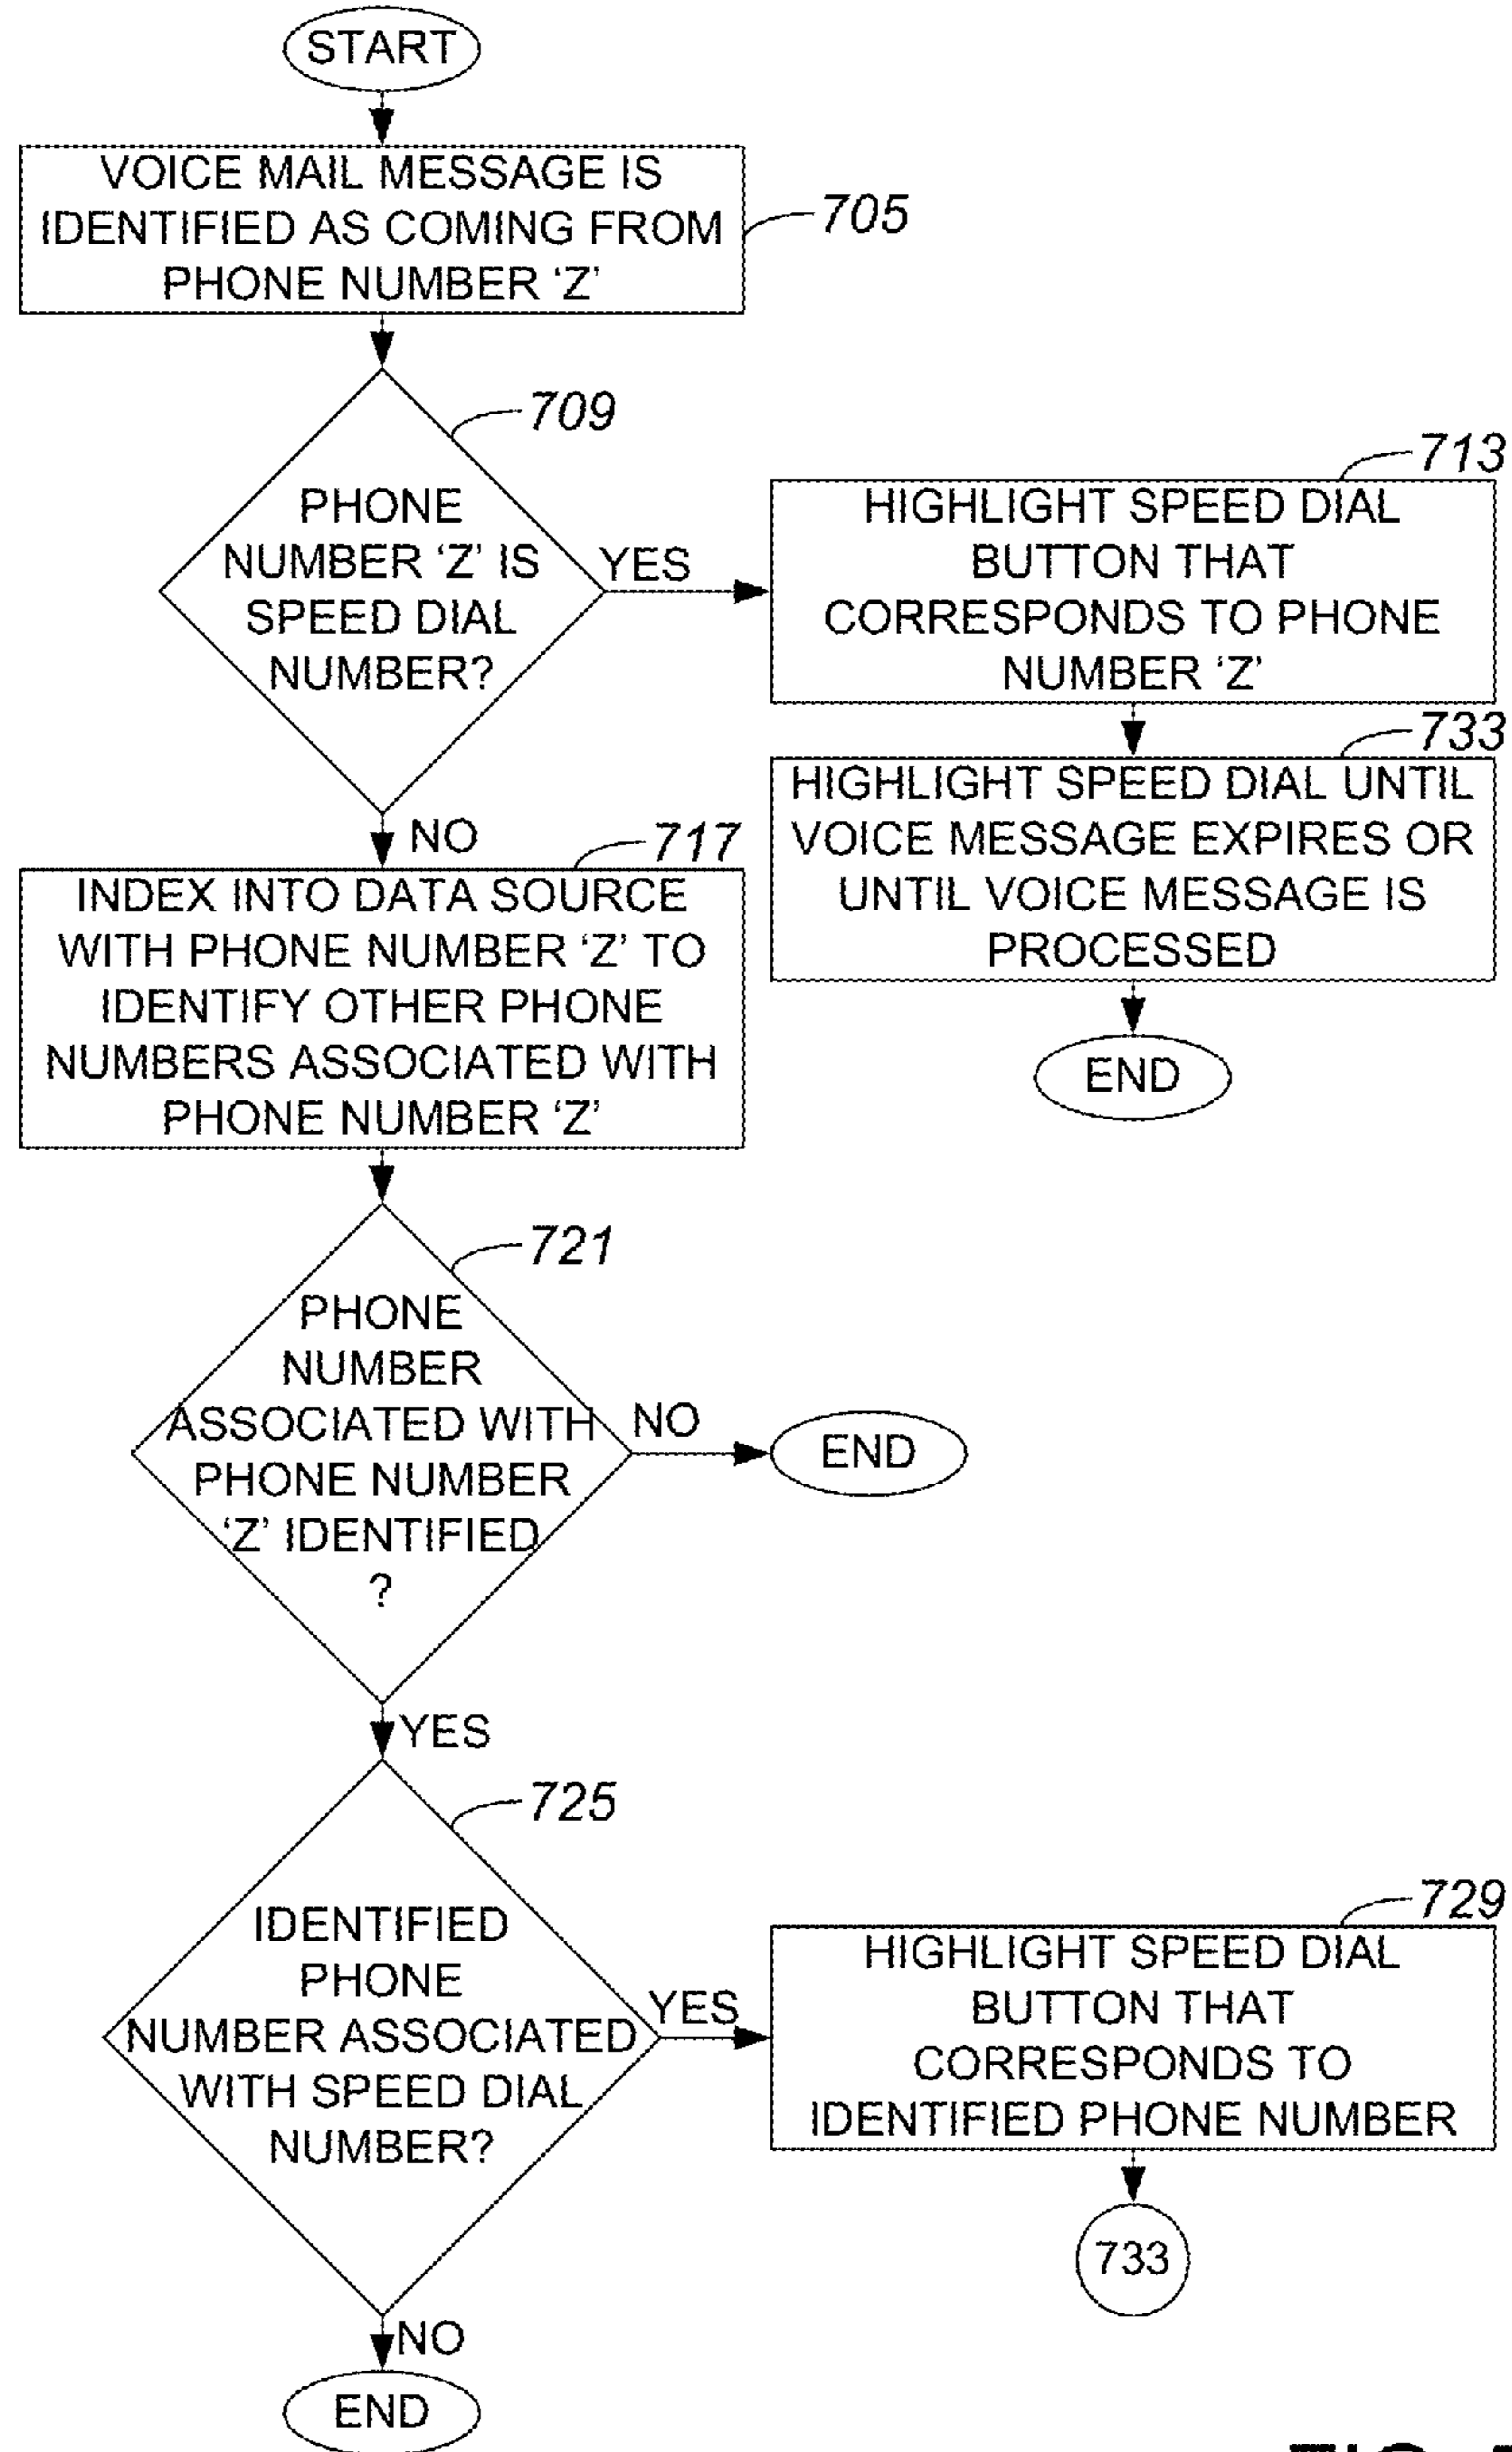 START
VOICE MAIL MESSAGE IS
IDENTIFIED AS COMING FROM
PHONE NUMBER ‘Z’
705
709
PHONE
NUMBER ‘Z’ IS
SPEED DIAL
NUMBER?
YES
713
HIGHLIGHT SPEED DIAL
BUTTON THAT
CORRESPONDS TO PHONE
NUMBER ‘Z’
733
HIGHLIGHT SPEED DIAL UNTIL
VOICE MESSAGE EXPIRES OR
UNTIL VOICE MESSAGE IS
PROCESSED
END
NO
717
INDEX INTO DATA SOURCE
WITH PHONE NUMBER ‘Z’ TO
IDENTIFY OTHER PHONE
NUMBERS ASSOCIATED WITH
PHONE NUMBER ‘Z’
721
PHONE
NUMBER
ASSOCIATED WITH
PHONE NUMBER
‘Z’ IDENTIFIED
?
NO
END
YES
725
IDENTIFIED
PHONE
NUMBER ASSOCIATED
WITH SPEED DIAL
NUMBER?
YES
729
HIGHLIGHT SPEED DIAL
BUTTON THAT
CORRESPONDS TO
IDENTIFIED PHONE NUMBER
733
NO
END